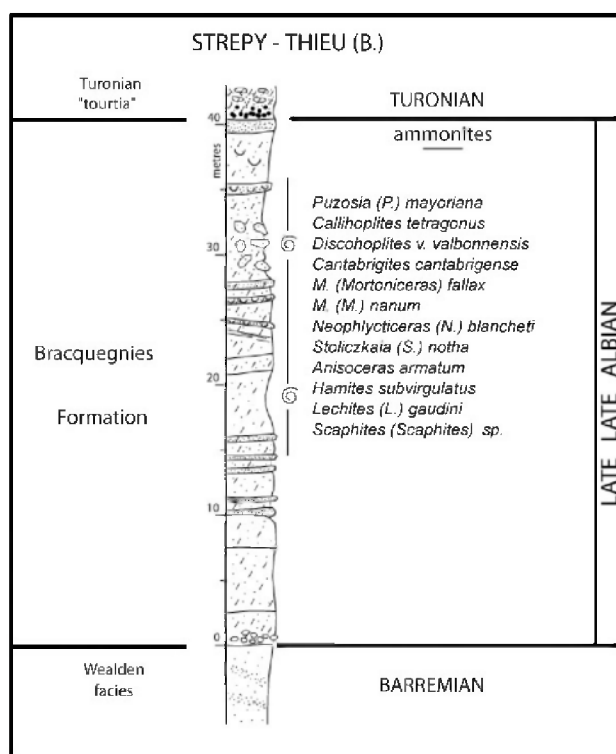 STREPY - THIEU (B.)
Turonian
"tourtia"
TURONIAN
40
metres
ammonites
Puzosia (P.) mayoriana
Callihoplites tetragonus
Discohoplites v. valbonnensis
Cantabrigites cantabrigense
M. (Mortoniceras) fallax
M. (M.) nanum
Neophlycticeras (N.) blancheti
Stoliczkaia (S.) notha
Anisoceras armatum
Hamites subvirgulatus
Lechites (L.) gaudini
Scaphites (Scaphites) sp.
30
Bracquegnies
Formation
20
10
0
LATE LATE ALBIAN
Wealden
facies
BARREMIAN